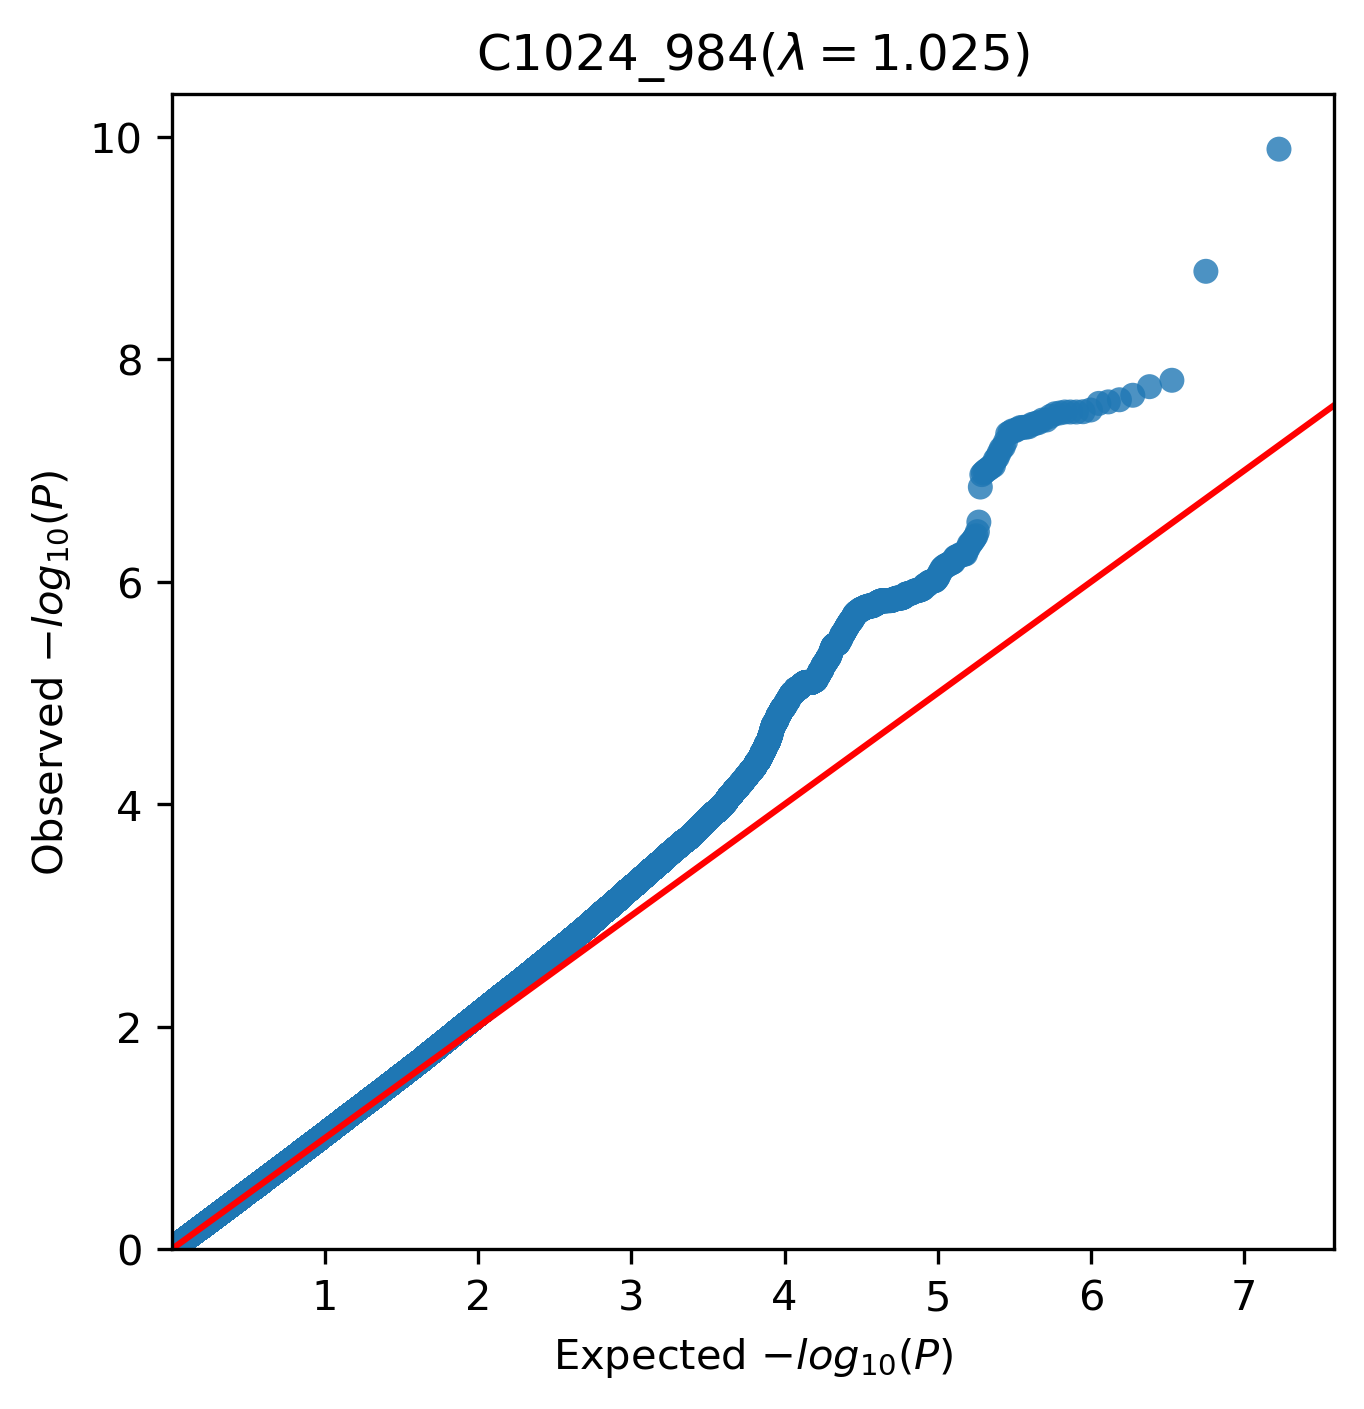 C1024_984(λ = 1.025)
10
8
6
4
2
0
Observed −log₁₀(P)
1 2 3 4 5 6 7
Expected −log₁₀(P)